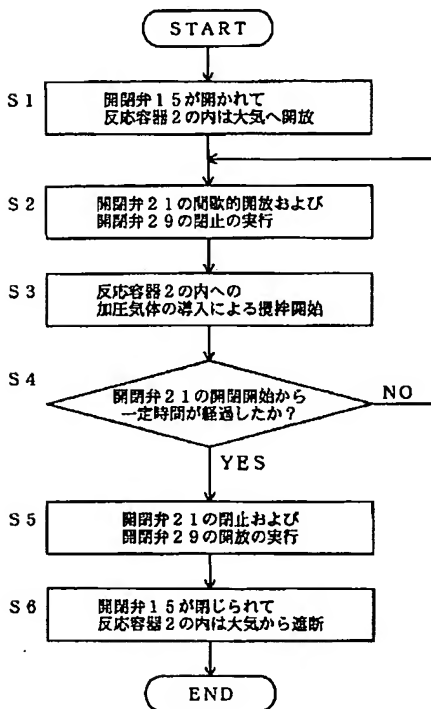 START
S1
開閉弁15が開かれて
反応容器2の内は大気へ開放
S2
開閉弁21の間歇的開放および
開閉弁29の閉止の実行
S3
反応容器2の内への
加圧気体の導入による攪拌開始
S4
開閉弁21の開閉開始から
一定時間が経過したか？
NO
YES
S5
開閉弁21の閉止および
開閉弁29の開放の実行
S6
開閉弁15が閉じられて
反応容器2の内は大気から遮断
END